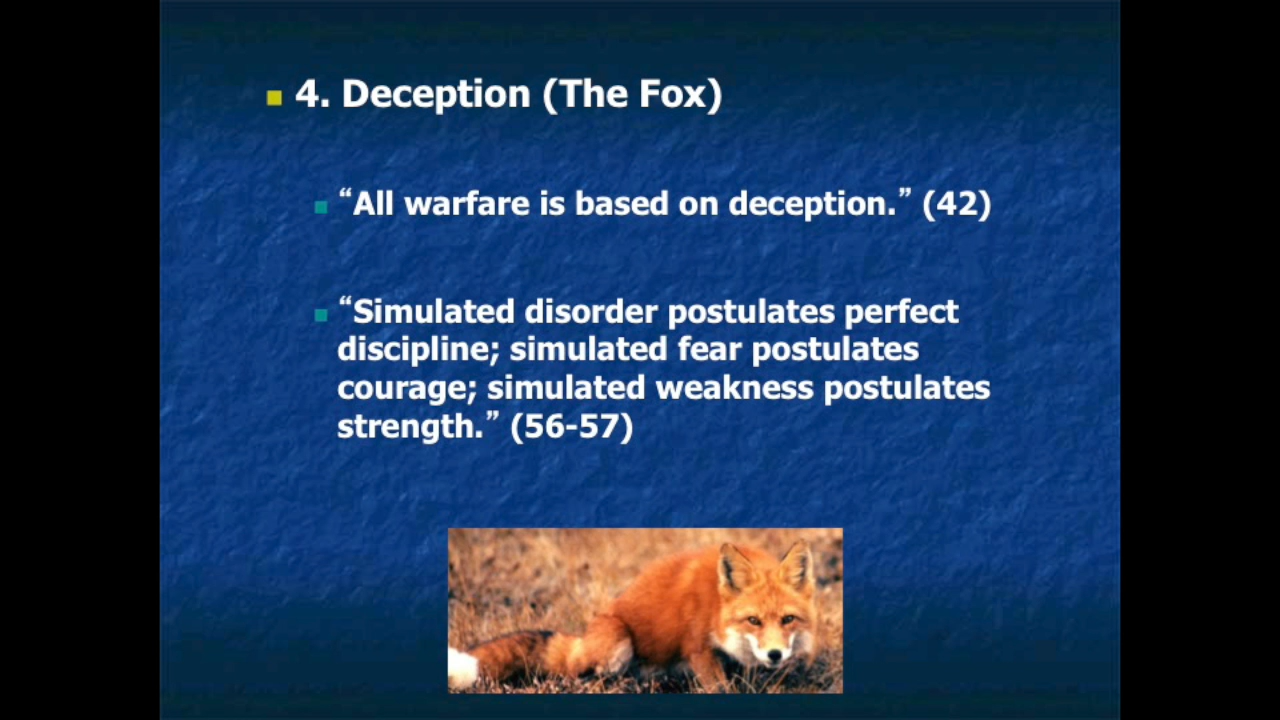 4. Deception (The Fox)
“All warfare is based on deception.” (42)
“Simulated disorder postulates perfect
discipline; simulated fear postulates
courage; simulated weakness postulates
strength.” (56-57)